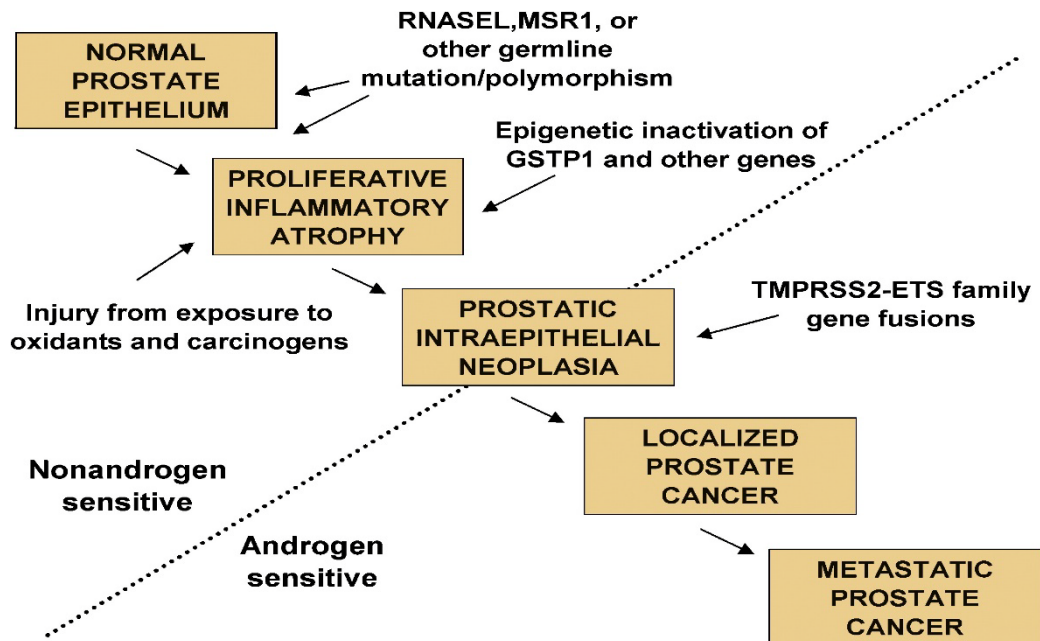 NORMAL
PROSTATE
EPITHELIUM
RNASEL,MSR1, or
other germline
mutation/polymorphism
Epigenetic inactivation of
GSTP1 and other genes
PROLIFERATIVE
INFLAMMATORY
ATROPHY
Injury from exposure to
oxidants and carcinogens
PROSTATIC
INTRAEPITHELIAL
NEOPLASIA
TMPRSS2-ETS family
gene fusions
LOCALIZED
PROSTATE
CANCER
Nonandrogen
sensitive
Androgen
sensitive
METASTATIC
PROSTATE
CANCER